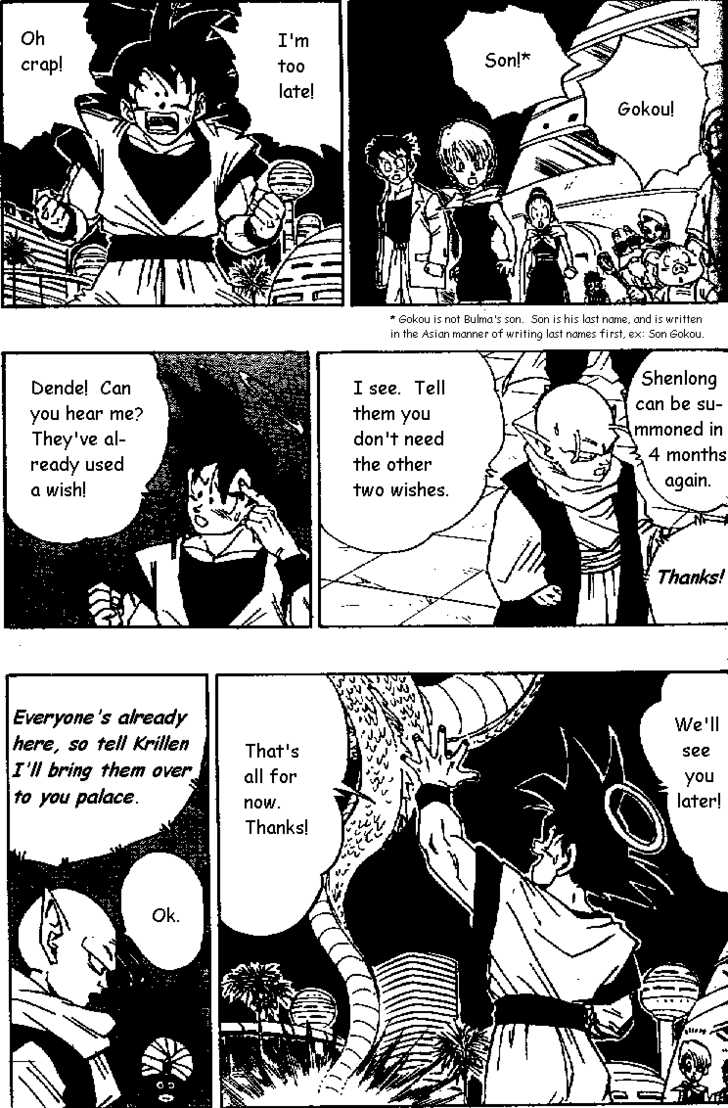 Oh
crap!
I'm
too
late!
Son!*
Gokou!
* Gokou is not Bulma's son. Son is his last name, and is written
in the Asian manner of writing last names first, ex: Son Gokou.
Dende! Can
you hear me?
They've al-
ready used
a wish!
I see. Tell
them you
don't need
the other
two wishes.
Shenlong
can be su-
mmoned in
4 months
again.
Thanks!
Everyone's already
here, so tell Krillen
I'll bring them over
to you palace.
Ok.
That's
all for
now.
Thanks!
We'll
see
you
later!